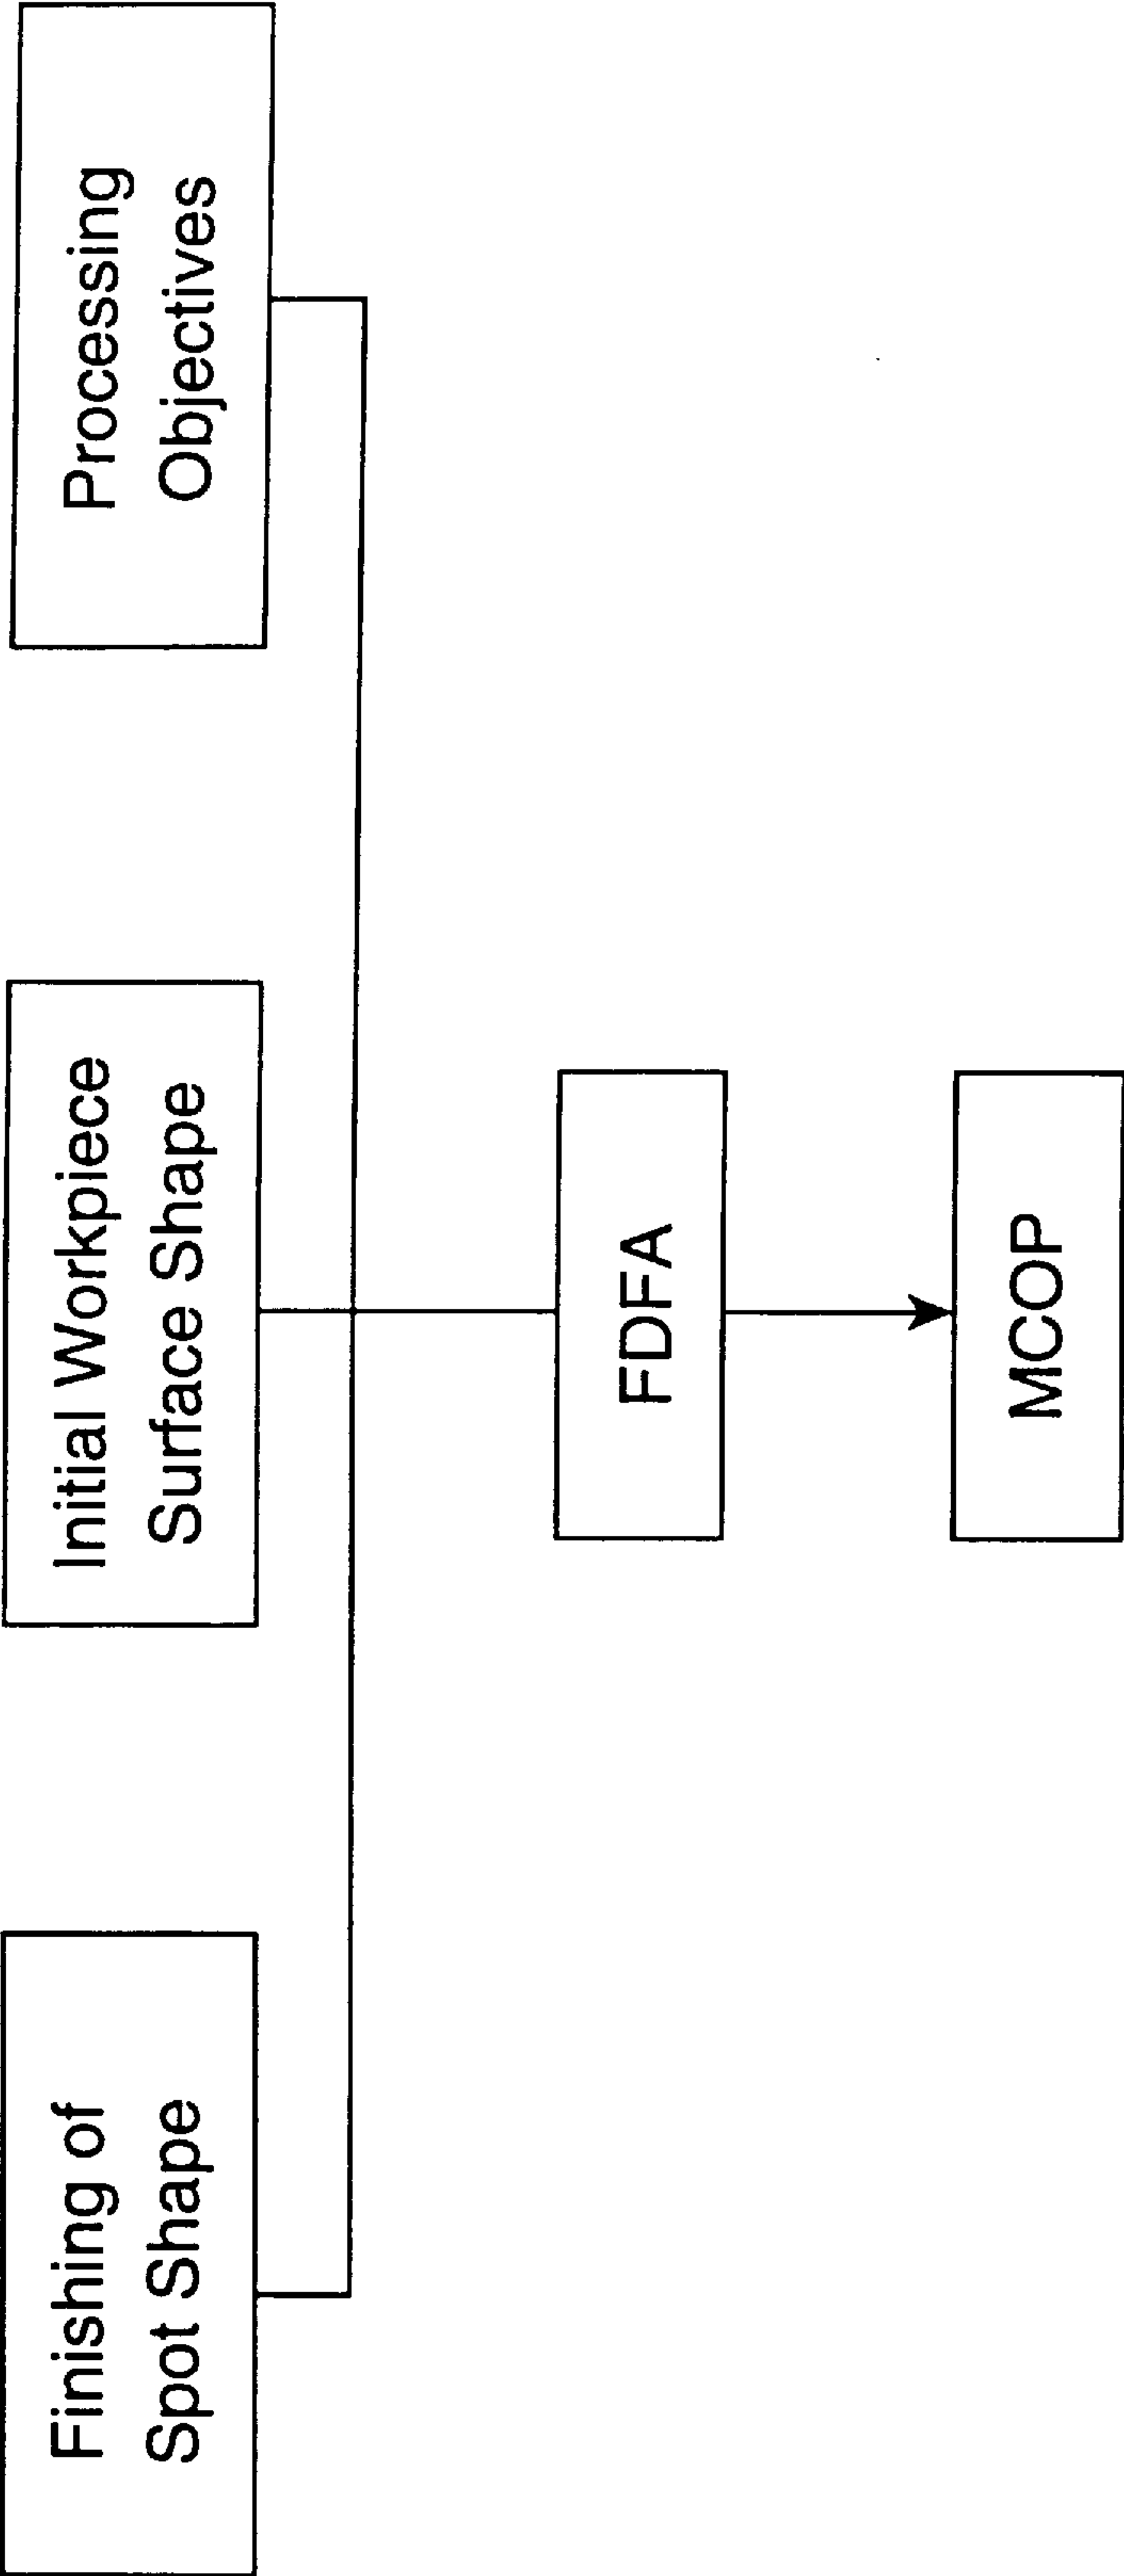 Finishing of
Spot Shape
Initial Workpiece
Surface Shape
Processing
Objectives
FDFA
MCOP